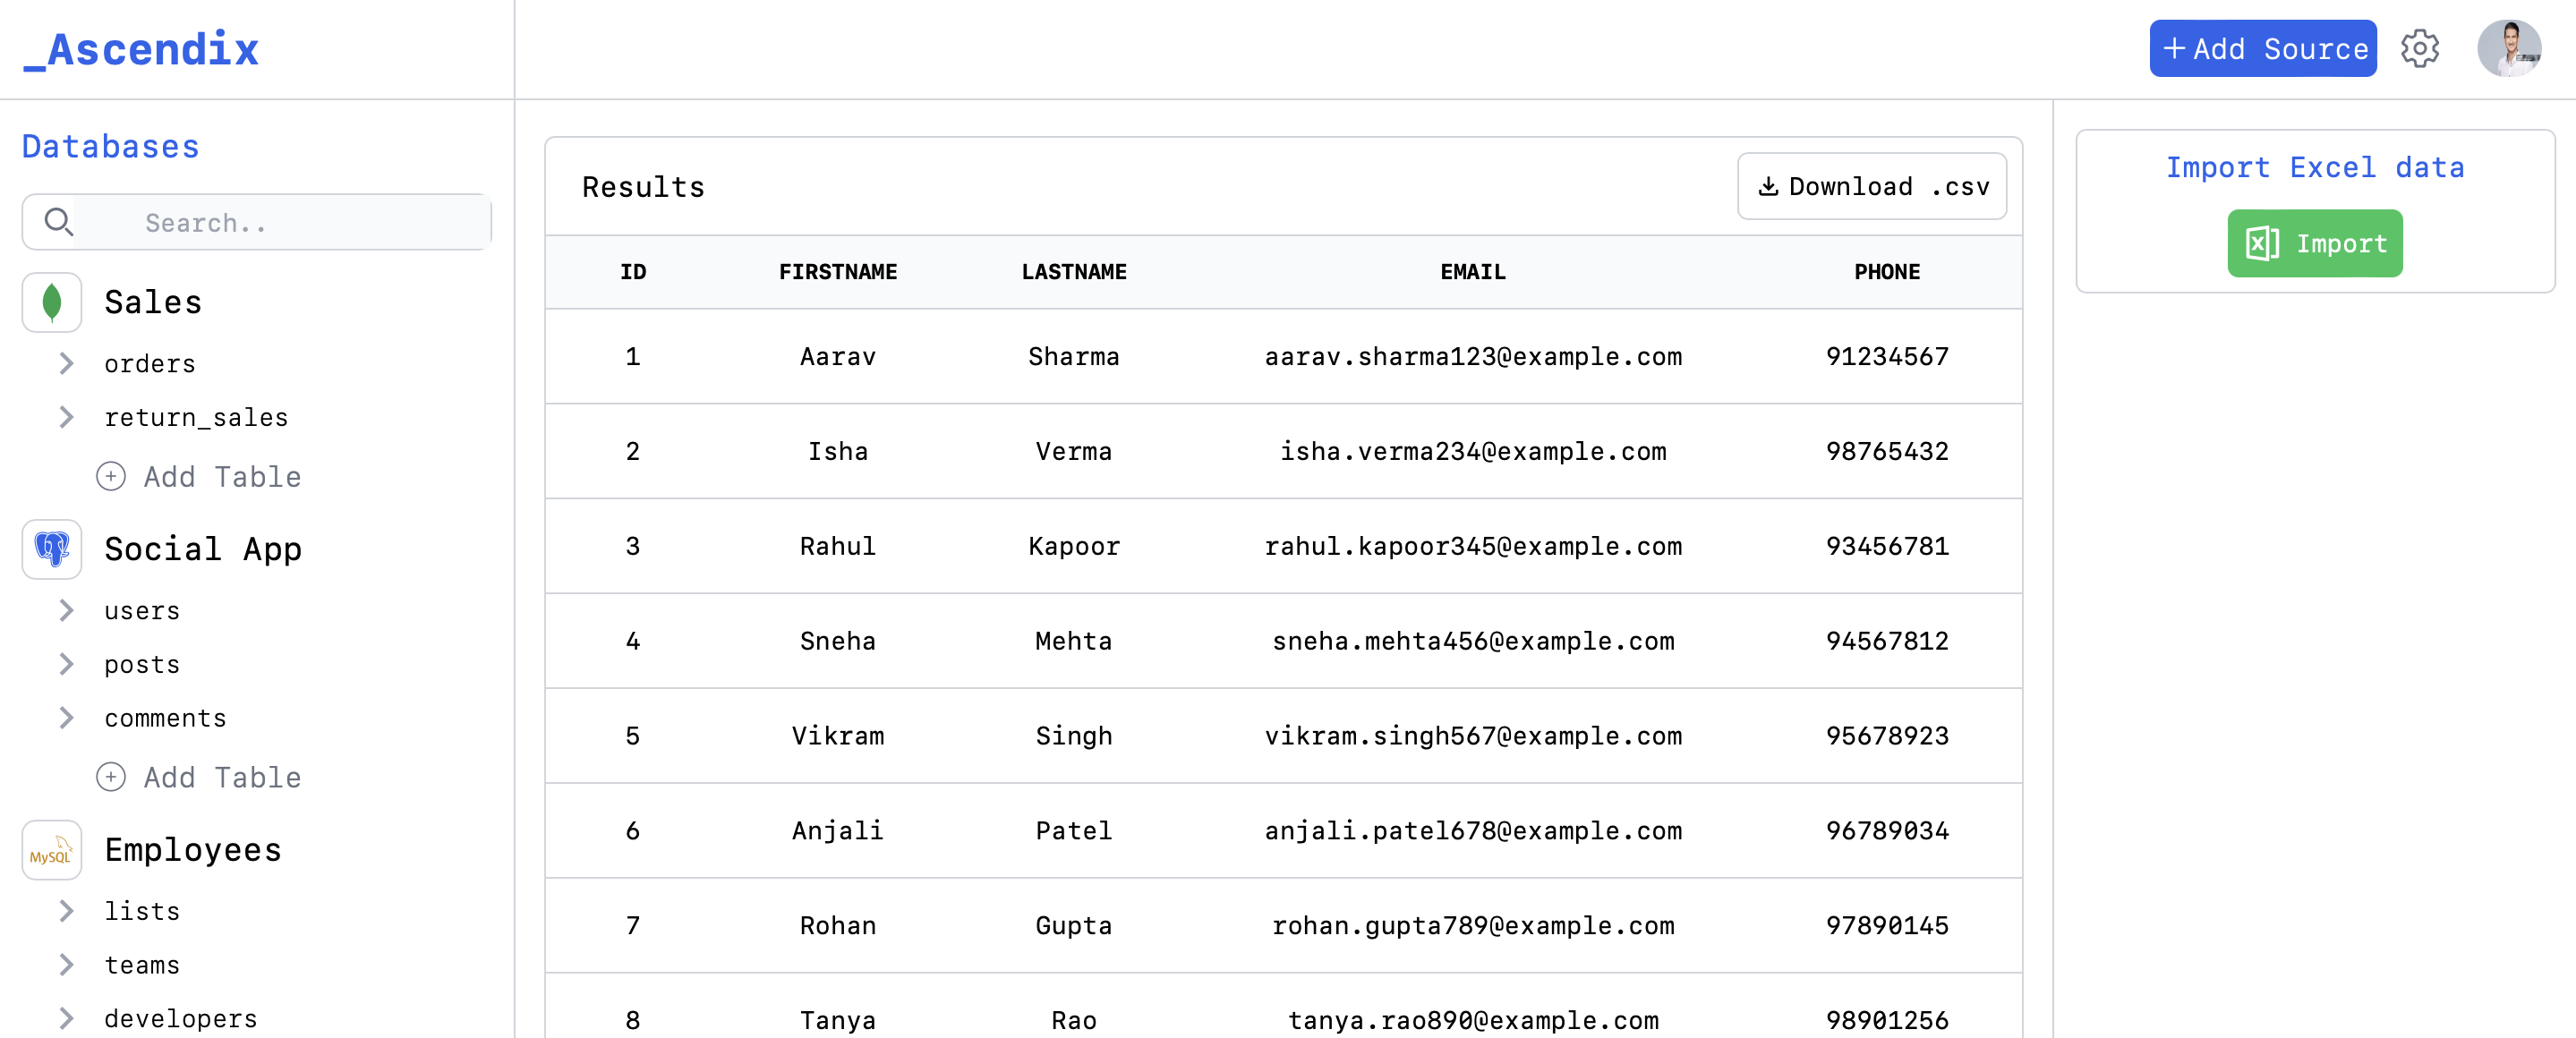 _Ascendix
+ Add Source
Databases
Search..
Sales
orders
return_sales
Add Table
Social App
users
posts
comments
Add Table
MySQL
Employees
lists
teams
developers
Results
Download .csv
ID FIRSTNAME LASTNAME EMAIL PHONE
1 Aarav Sharma aarav.sharma123@example.com 91234567
2 Isha Verma isha.verma234@example.com 98765432
3 Rahul Kapoor rahul.kapoor345@example.com 93456781
4 Sneha Mehta sneha.mehta456@example.com 94567812
5 Vikram Singh vikram.singh567@example.com 95678923
6 Anjali Patel anjali.patel678@example.com 96789034
7 Rohan Gupta rohan.gupta789@example.com 97890145
8 Tanya Rao tanya.rao890@example.com 98901256
Import Excel data
Import